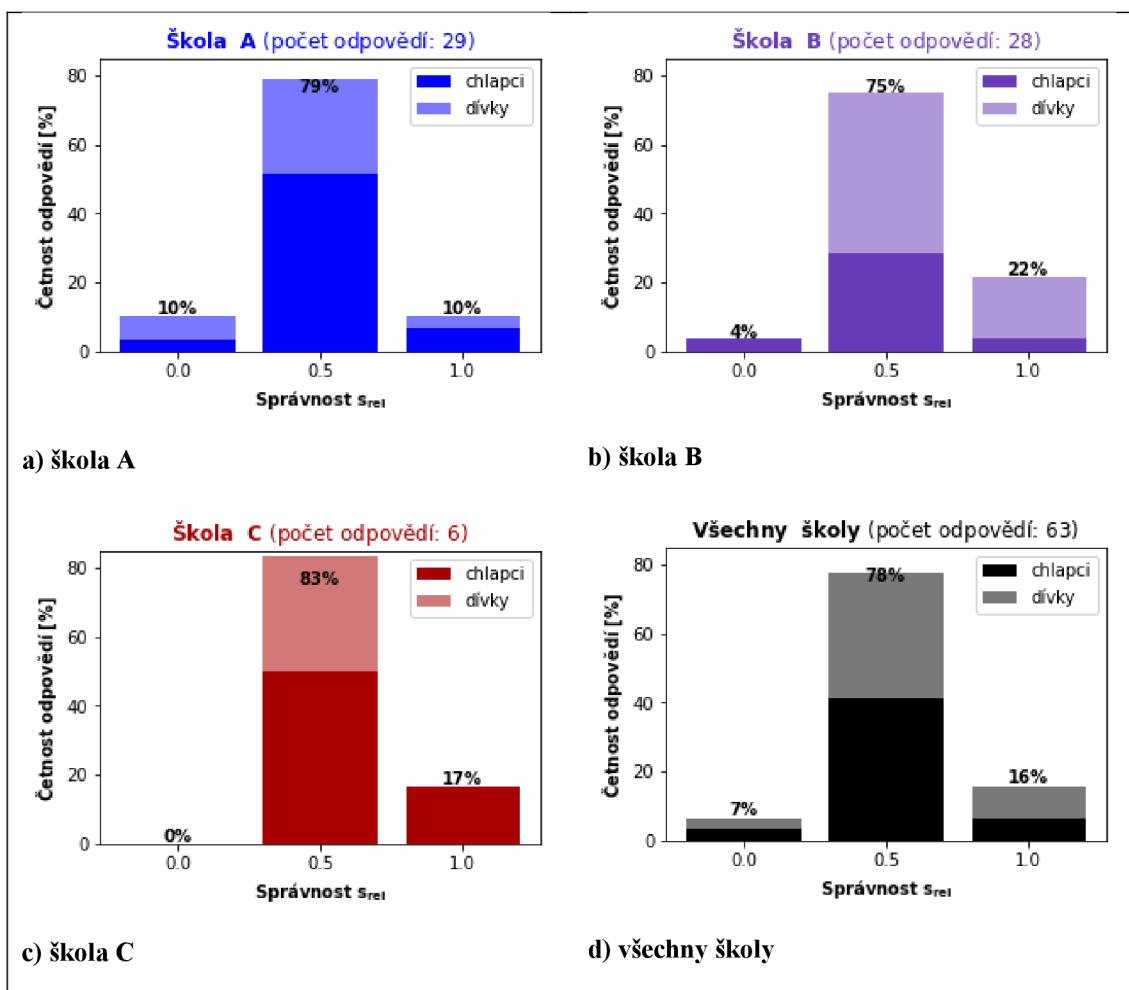 Škola A (počet odpovědí: 29)
Četnost odpovědí [%]
80
60
40
20
0
79%
10%
10%
chlapci
dívky
0.0 0.5 1.0
Správnost s_rel
a) škola A
Škola B (počet odpovědí: 28)
Četnost odpovědí [%]
80
60
40
20
0
75%
22%
4%
chlapci
dívky
0.0 0.5 1.0
Správnost s_rel
b) škola B
Škola C (počet odpovědí: 6)
Četnost odpovědí [%]
80
60
40
20
0
83%
17%
0%
chlapci
dívky
0.0 0.5 1.0
Správnost s_rel
c) škola C
Všechny školy (počet odpovědí: 63)
Četnost odpovědí [%]
80
60
40
20
0
78%
16%
7%
chlapci
dívky
0.0 0.5 1.0
Správnost s_rel
d) všechny školy